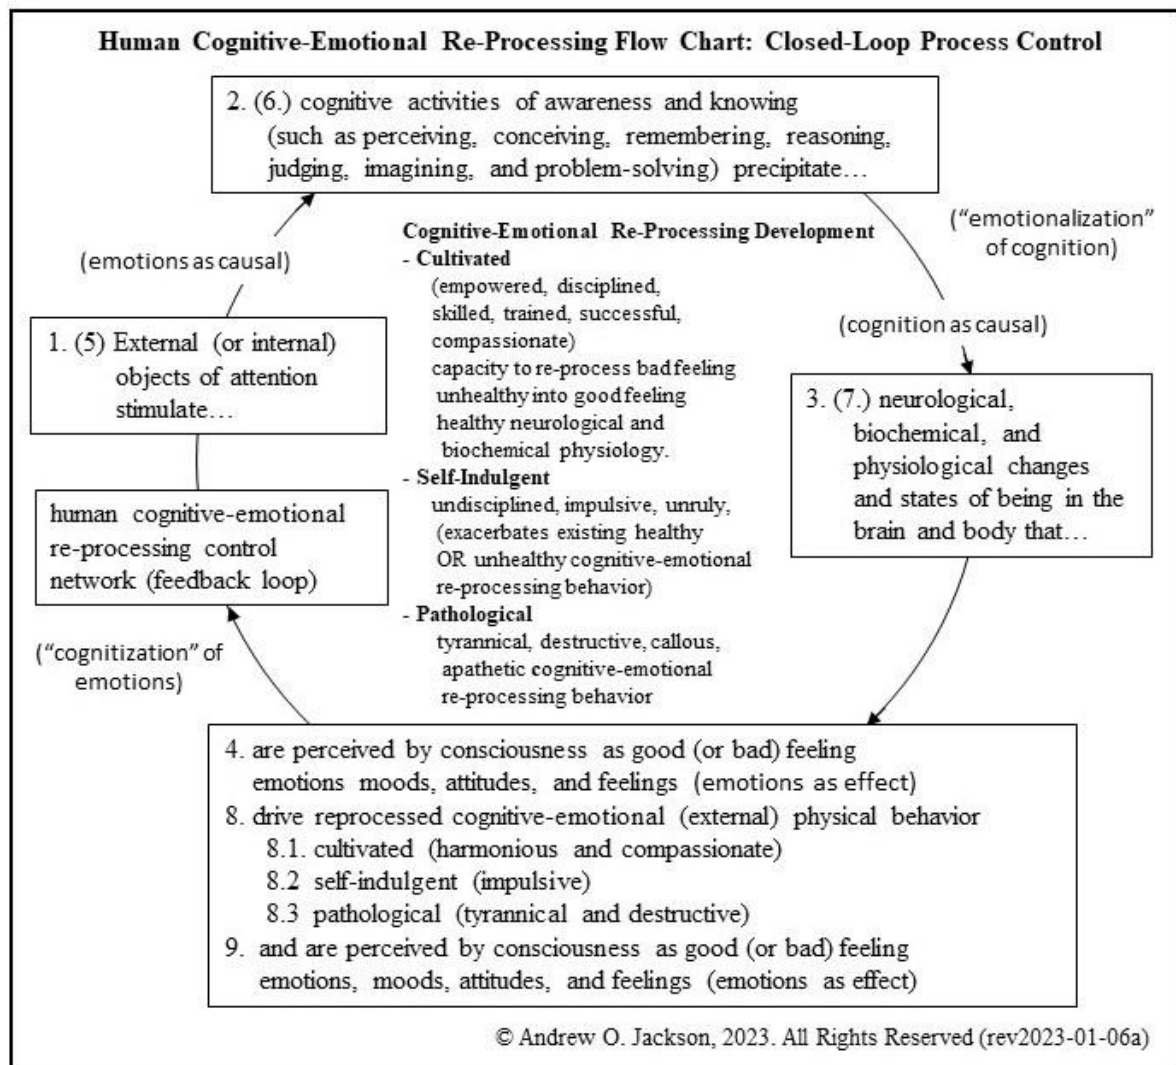 Human Cognitive-Emotional Re-Processing Flow Chart: Closed-Loop Process Control
2. (6.) cognitive activities of awareness and knowing
(such as perceiving, conceiving, remembering, reasoning,
judging, imagining, and problem-solving) precipitate…
(“emotionalization”
of cognition)
(emotions as causal)
(cognition as causal)
1. (5) External (or internal)
objects of attention
stimulate…
Cognitive-Emotional Re-Processing Development
- Cultivated
(empowered, disciplined,
skilled, trained, successful,
compassionate)
capacity to re-process bad feeling
unhealthy into good feeling
healthy neurological and
biochemical physiology.
- Self-Indulgent
undisciplined, impulsive, unruly,
(exacerbates existing healthy
OR unhealthy cognitive-emotional
re-processing behavior)
- Pathological
tyrannical, destructive, callous,
apathetic cognitive-emotional
re-processing behavior
3. (7.) neurological,
biochemical, and
physiological changes
and states of being in the
brain and body that…
human cognitive-emotional
re-processing control
network (feedback loop)
(“cognitization” of
emotions)
4. are perceived by consciousness as good (or bad) feeling
emotions moods, attitudes, and feelings (emotions as effect)
8. drive reprocessed cognitive-emotional (external) physical behavior
8.1. cultivated (harmonious and compassionate)
8.2 self-indulgent (impulsive)
8.3 pathological (tyrannical and destructive)
9. and are perceived by consciousness as good (or bad) feeling
emotions, moods, attitudes, and feelings (emotions as effect)
© Andrew O. Jackson, 2023. All Rights Reserved (rev2023-01-06a)